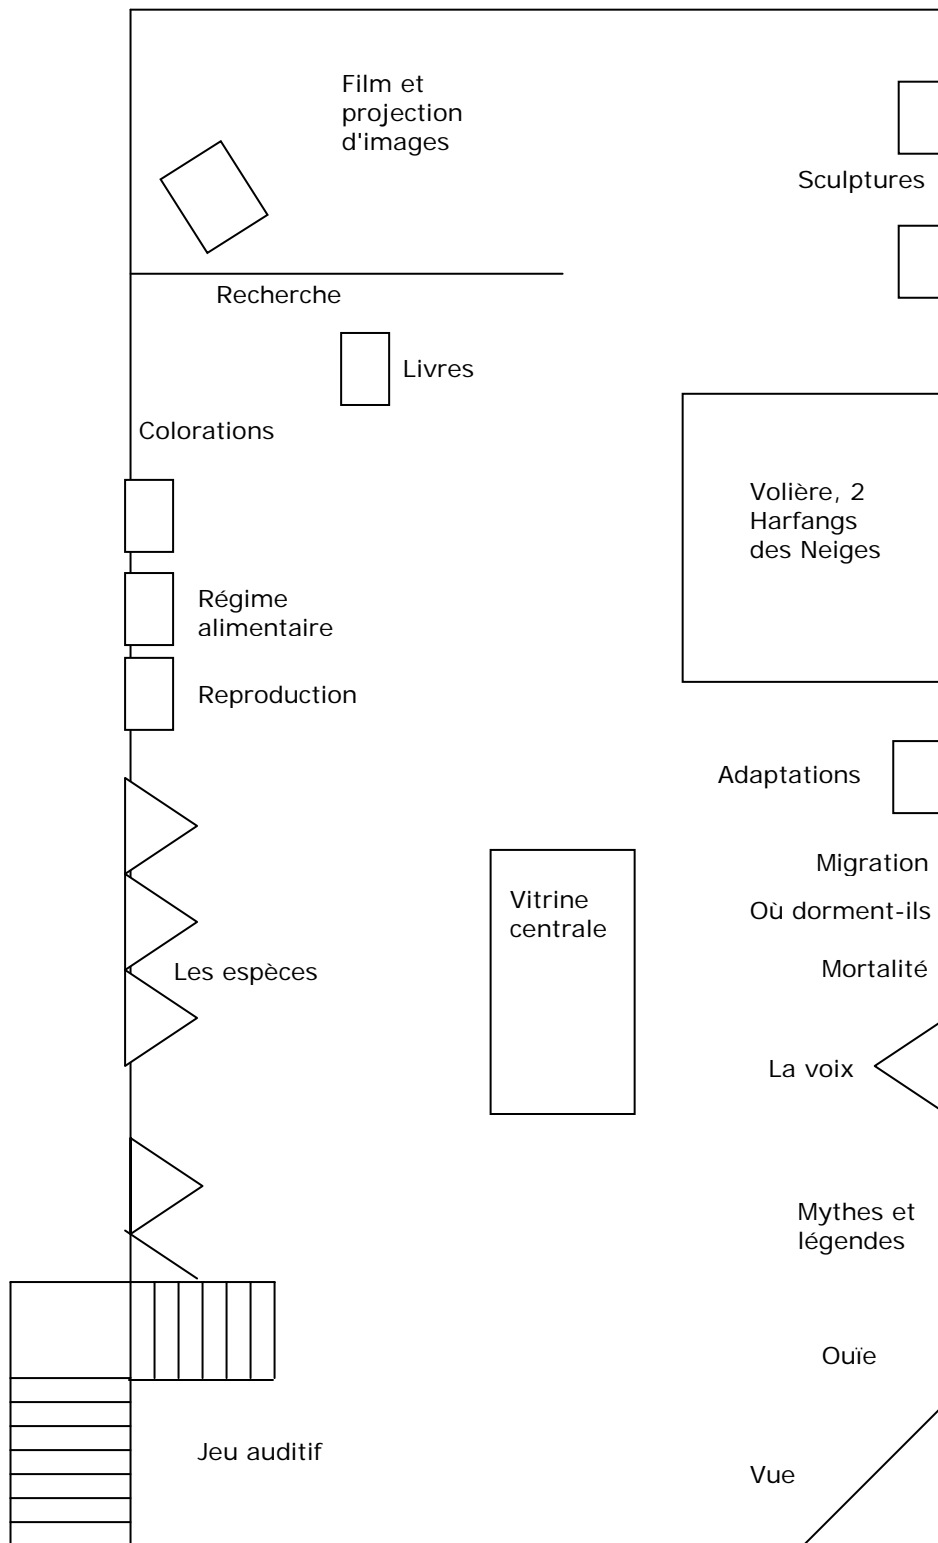 Film et
projection
d'images
Sculptures
Recherche
Livres
Colorations
Volière, 2
Harfangs
des Neiges
Régime
alimentaire
Reproduction
Adaptations
Migration
Vitrine
centrale
Où dorment-ils
Les espèces
Mortalité
La voix
Mythes et
légendes
Ouïe
Jeu auditif
Vue